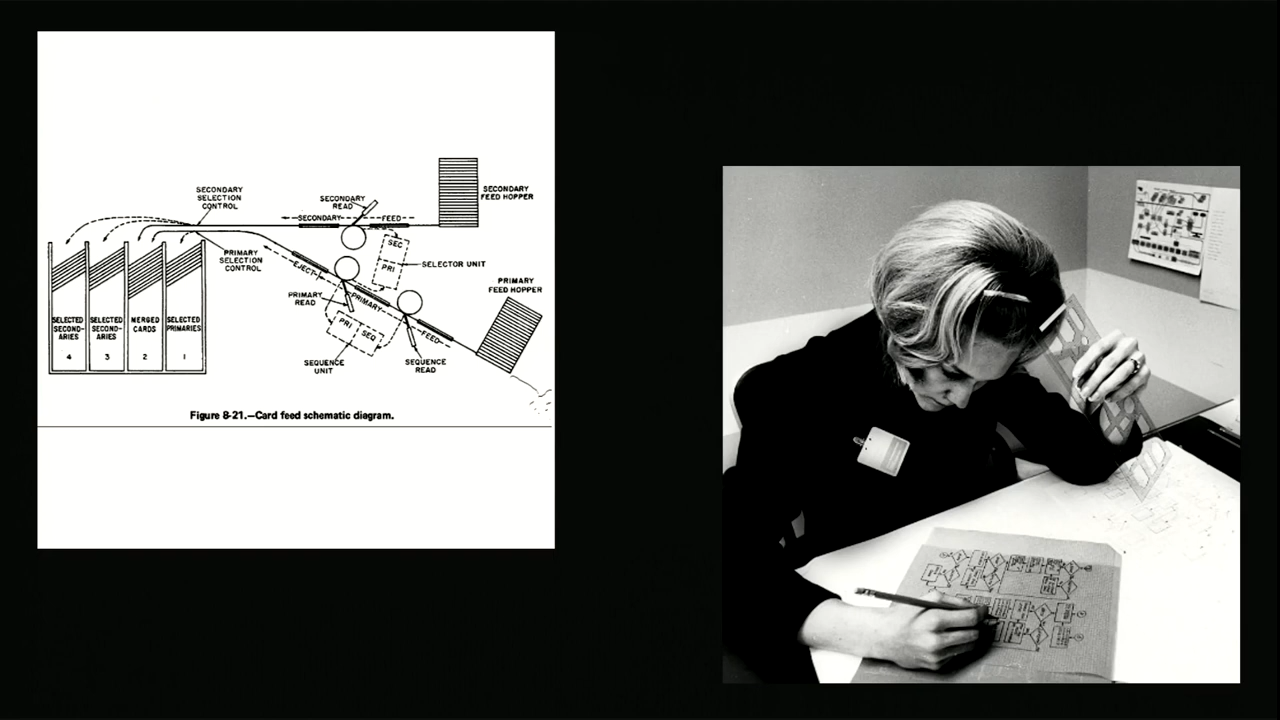 SECONDARY
SELECTION
CONTROL
SECONDARY
READ
SECONDARY
FEED HOPPER
SECONDARY
FEED
SEC
PRI
SELECTOR UNIT
PRIMARY
SELECTION
CONTROL
EJECT
PRIMARY
FEED HOPPER
PRIMARY
READ
PRIMARY
FEED
PRI
SEQ
SEQUENCE
UNIT
SEQUENCE
READ
SELECTED
SECOND-
ARIES
4
SELECTED
SECOND-
ARIES
3
MERGED
CARDS
2
SELECTED
PRIMARIES
1
Figure 8-21.—Card feed schematic diagram.